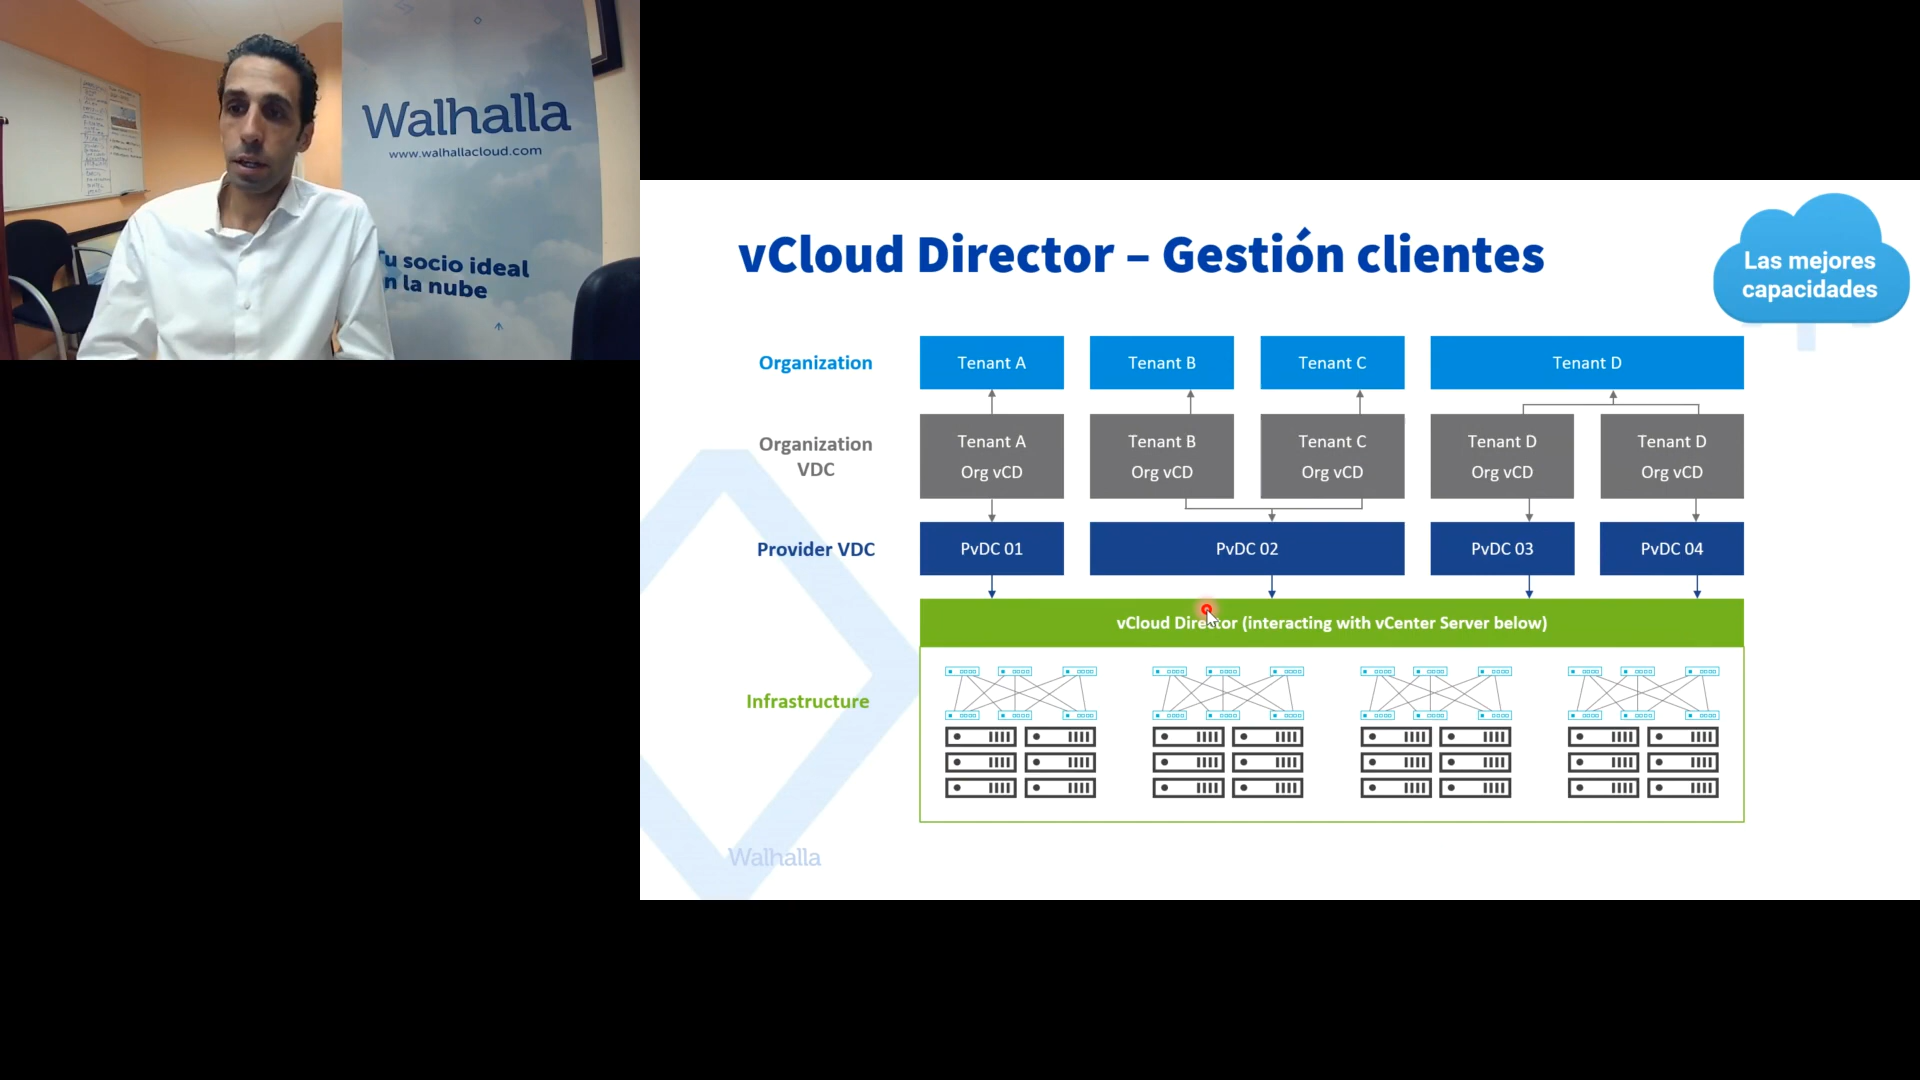 Walhalla
www.walhallacloud.com
u socio ideal
n la nube
vCloud Director – Gestión clientes
Las mejores
capacidades
Organization
Tenant A
Tenant B
Tenant C
Tenant D
Organization
VDC
Tenant A
Org vCD
Tenant B
Org vCD
Tenant C
Org vCD
Tenant D
Org vCD
Tenant D
Org vCD
Provider VDC
PvDC 01
PvDC 02
PvDC 03
PvDC 04
vCloud Director (interacting with vCenter Server below)
Infrastructure
Walhalla